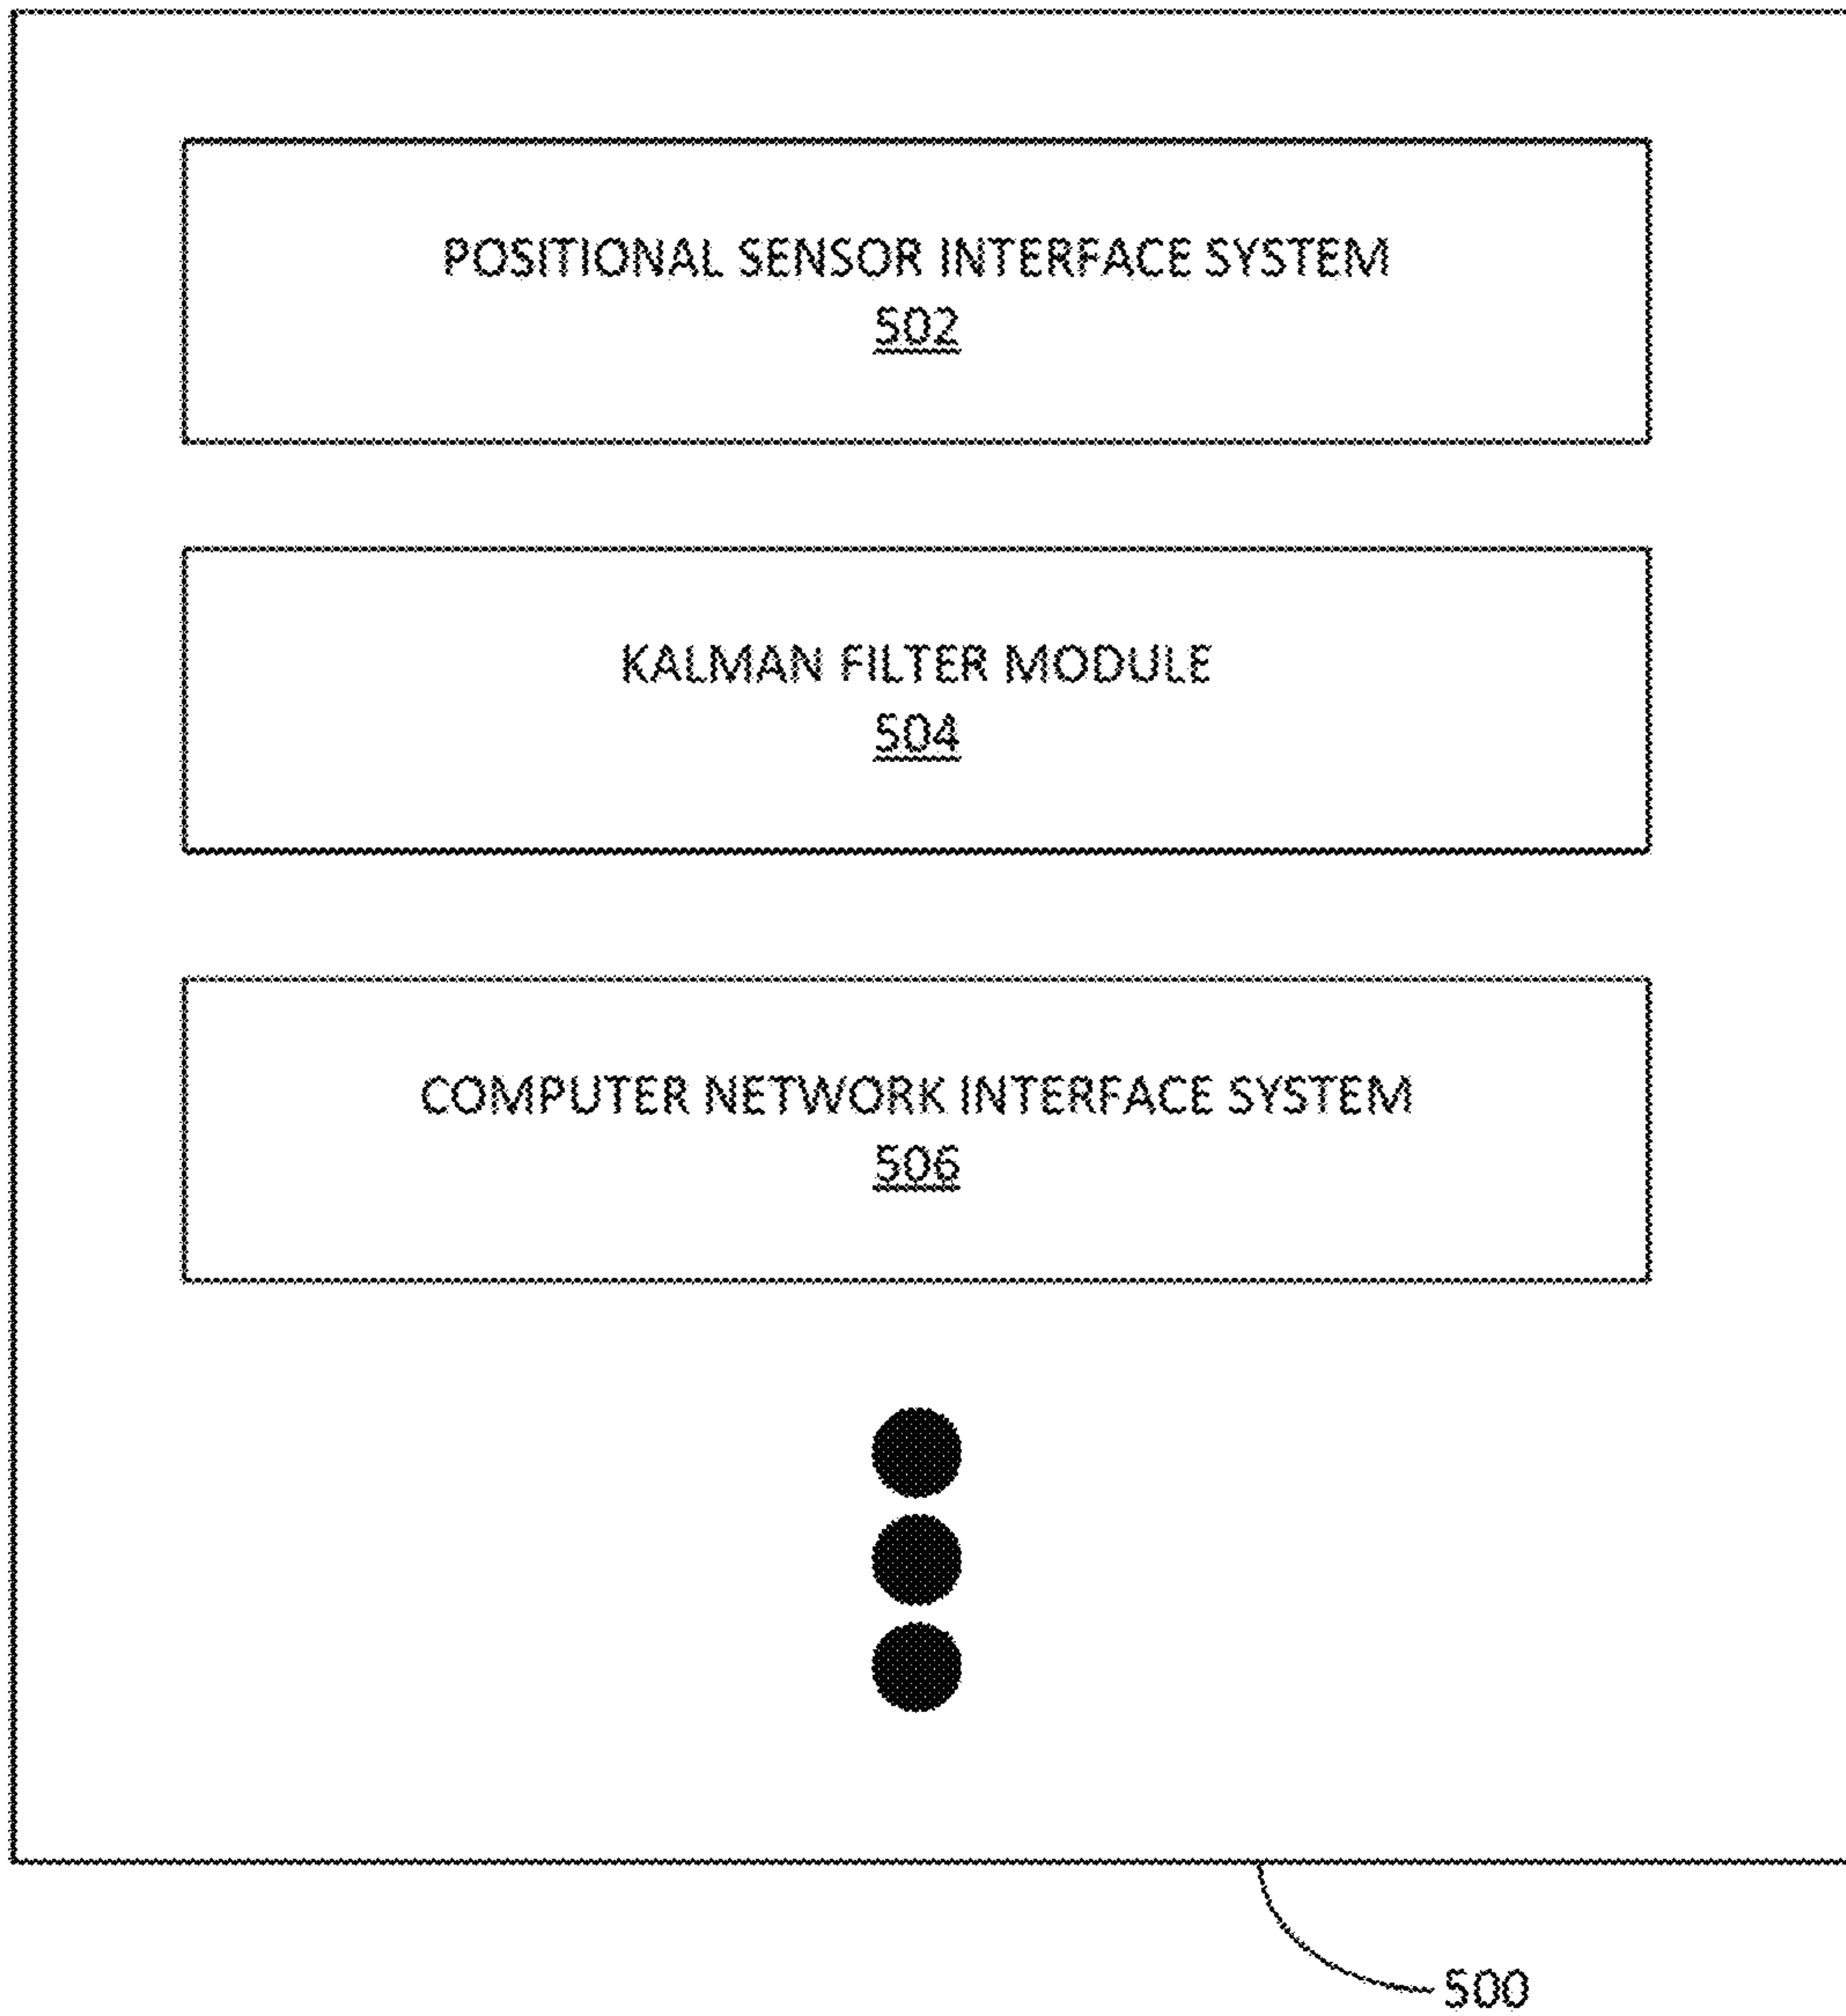 POSITIONAL SENSOR INTERFACE SYSTEM
502
KALMAN FILTER MODULE
504
COMPUTER NETWORK INTERFACE SYSTEM
506
500